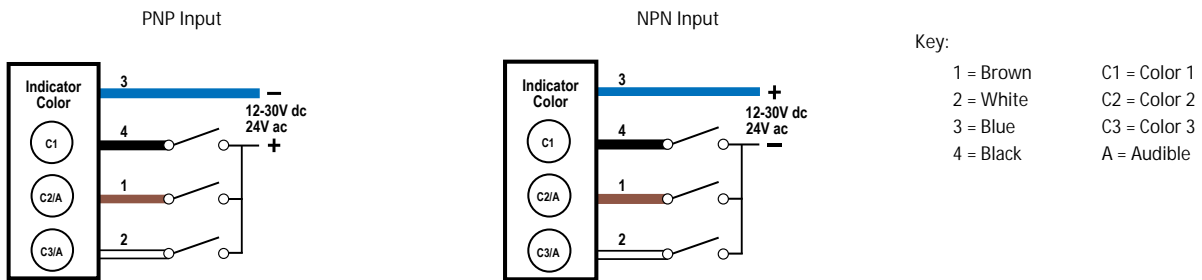 PNP Input
Indicator
Color
3
−
12-30V dc
24V ac
+
C1
4
C2/A
1
C3/A
2
NPN Input
Indicator
Color
3
+
12-30V dc
24V ac
−
C1
4
C2/A
1
C3/A
2
Key:
1 = Brown C1 = Color 1
2 = White C2 = Color 2
3 = Blue C3 = Color 3
4 = Black A = Audible